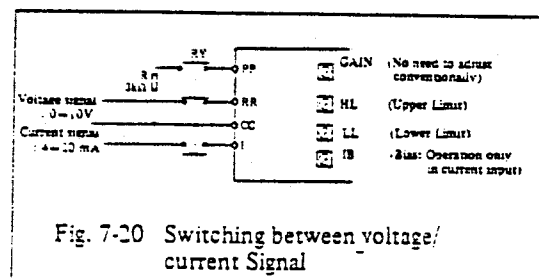 RY
R
1kΩ
PP
Voltage signal
0-10V
RR
Current signal
4-20 mA
CC
I
GAIN (No need to adjust
conventionally)
HL (Upper Limit)
LL (Lower Limit)
IB (Bias: Operation only
in current input)
Fig. 7-20 Switching between voltage/
current Signal